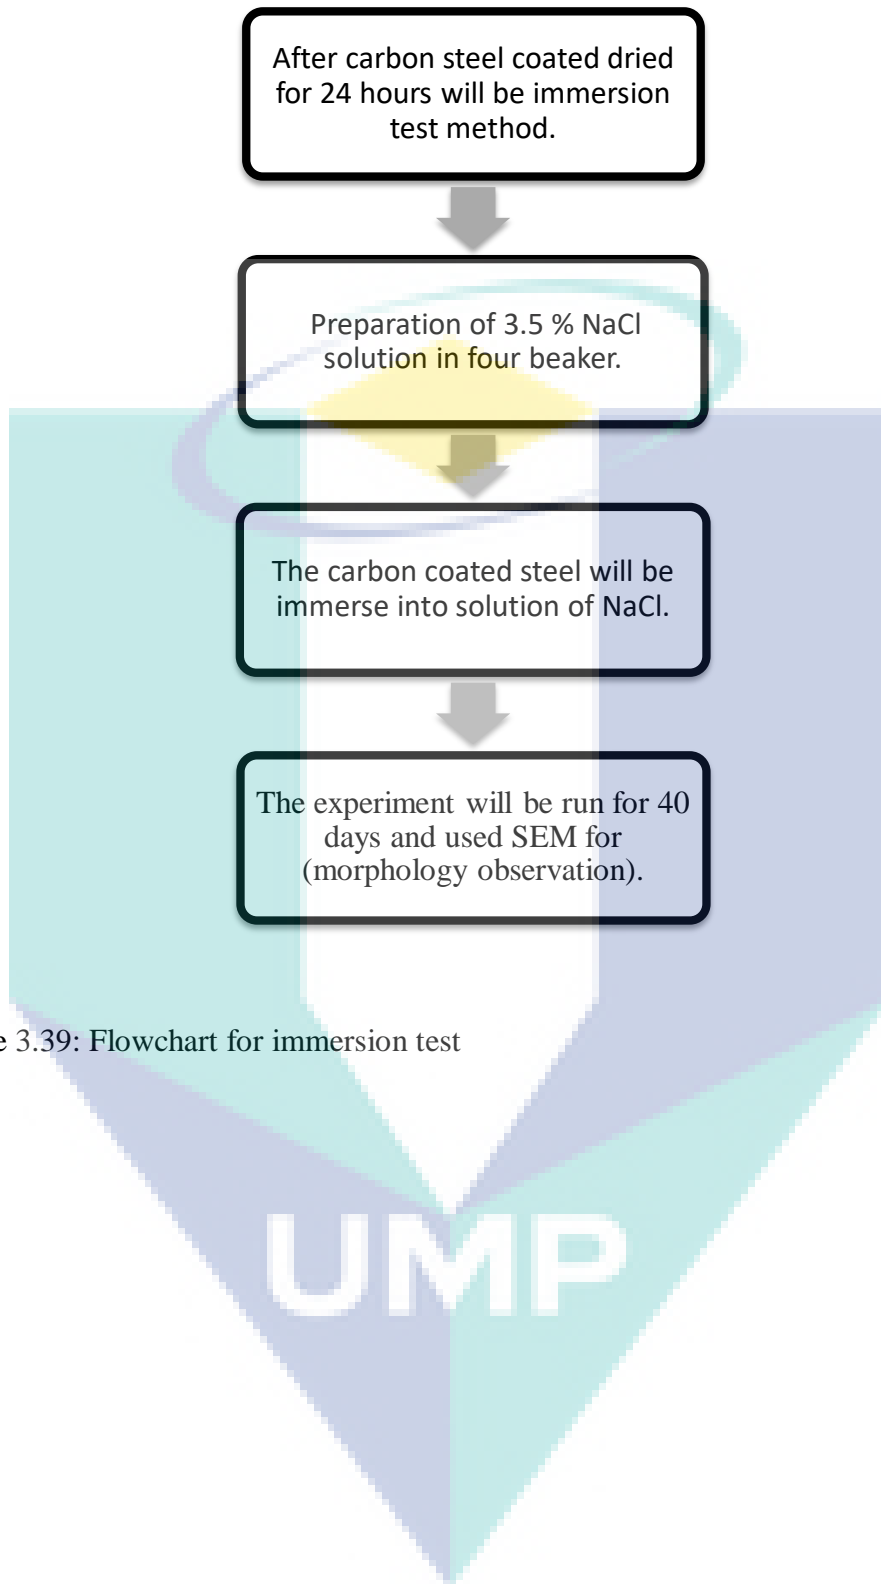 After carbon steel coated dried
for 24 hours will be immersion
test method.
Preparation of 3.5 % NaCl
solution in four beaker.
The carbon coated steel will be
immerse into solution of NaCl.
The experiment will be run for 40
days and used SEM for
(morphology observation).
e 3.39: Flowchart for immersion test
UMP